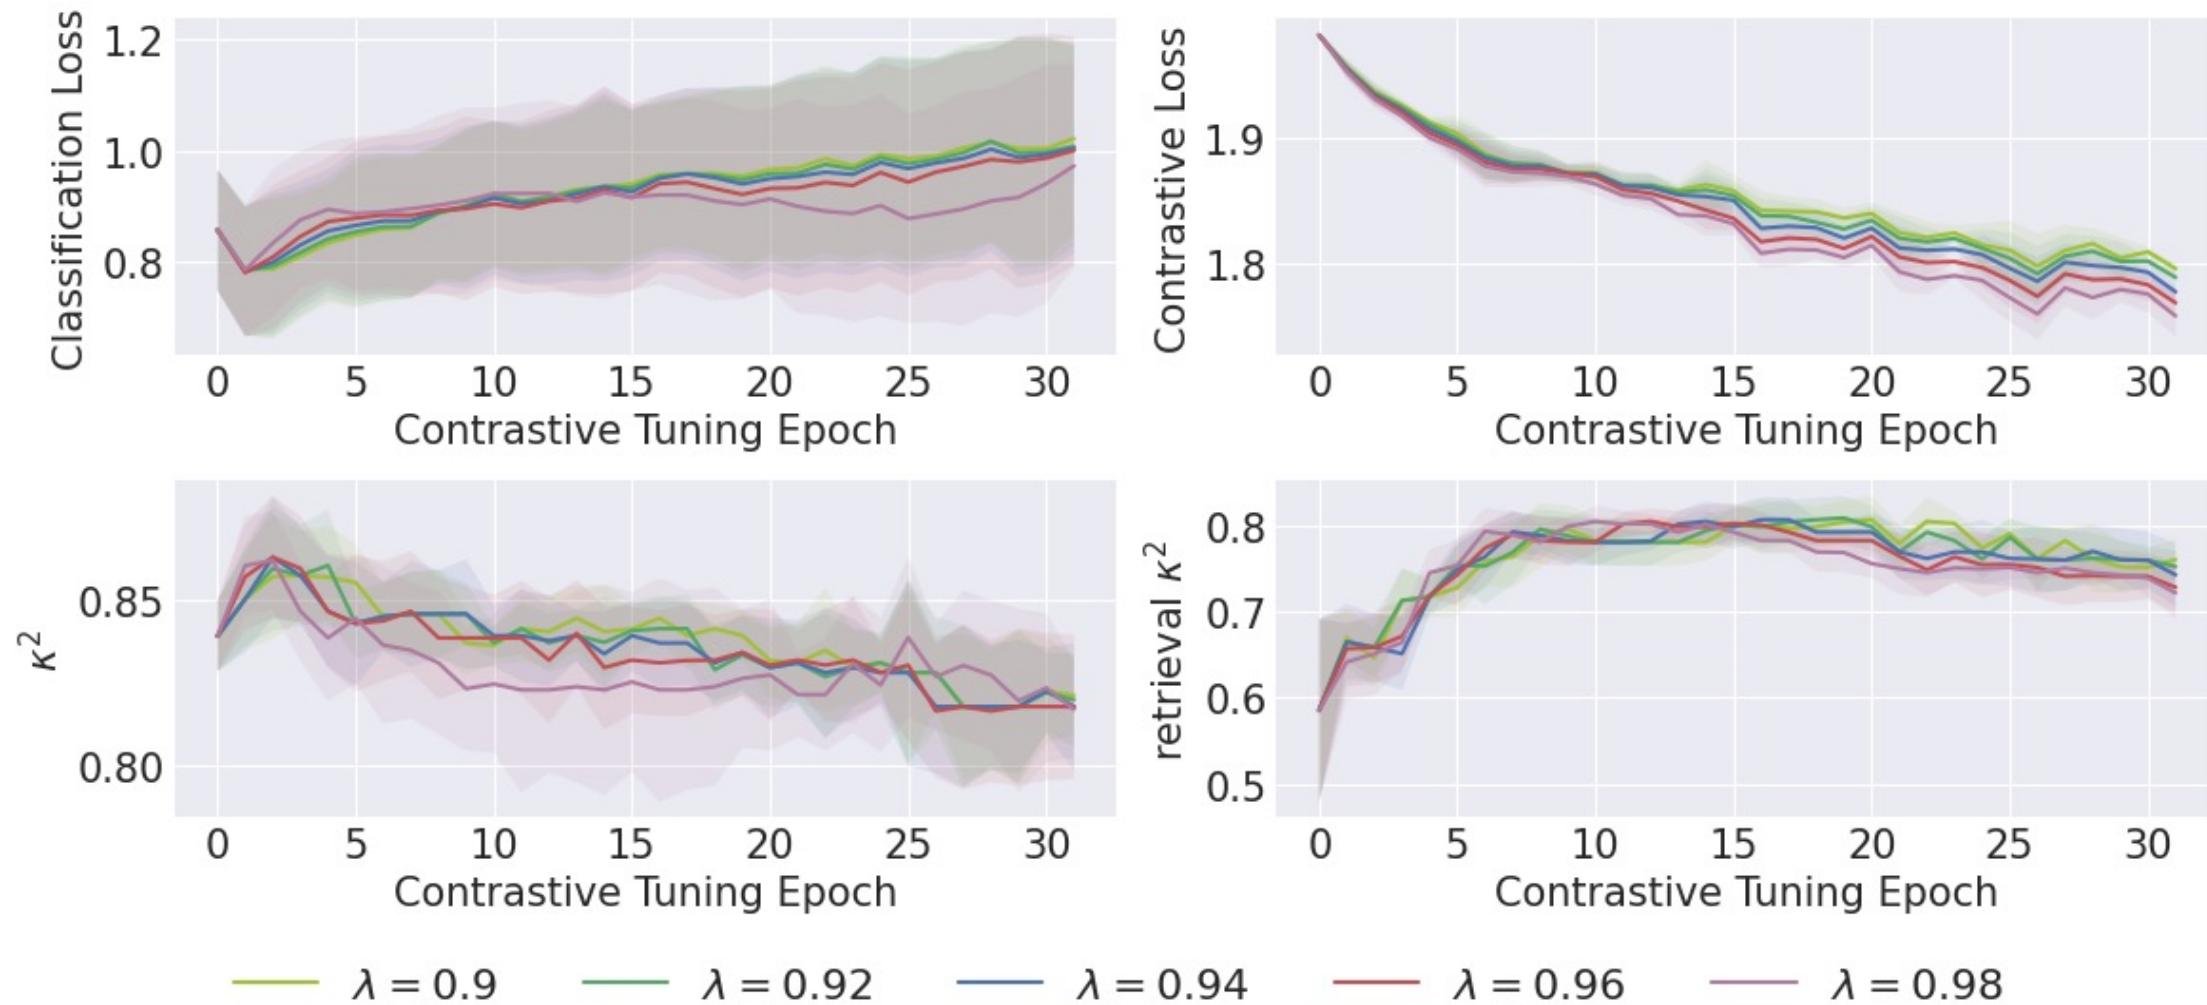 Classification Loss
1.2
1.0
0.8
0 5 10 15 20 25 30
Contrastive Tuning Epoch
Contrastive Loss
1.9
1.8
0 5 10 15 20 25 30
Contrastive Tuning Epoch
κ²
0.85
0.80
0 5 10 15 20 25 30
Contrastive Tuning Epoch
retrieval κ²
0.8
0.7
0.6
0.5
0 5 10 15 20 25 30
Contrastive Tuning Epoch
λ = 0.9 λ = 0.92 λ = 0.94 λ = 0.96 λ = 0.98